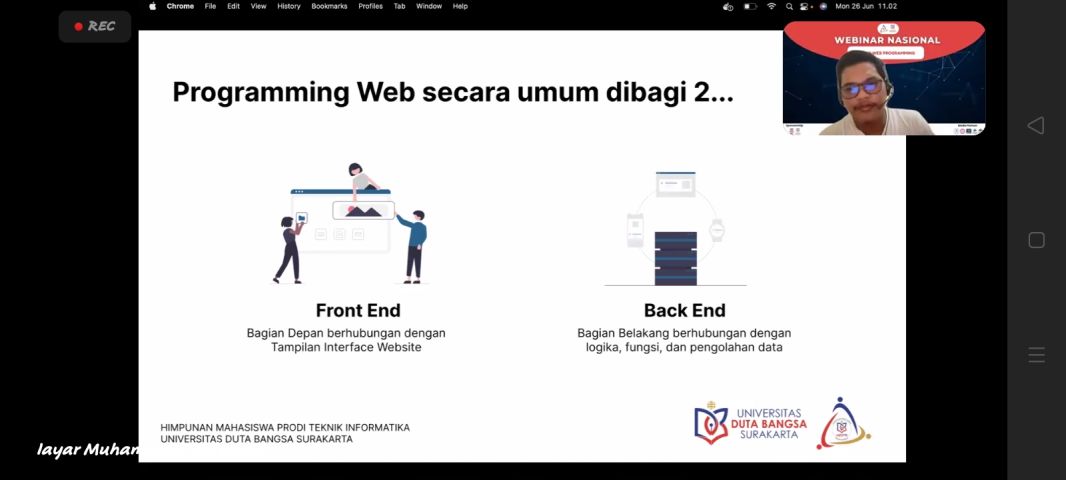 Chrome File Edit View History Bookmarks Profiles Tab Window Help
Mon 26 Jun 11.02
REC
WEBINAR NASIONAL
WEB PROGRAMMING
Programming Web secara umum dibagi 2...
Front End
Bagian Depan berhubungan dengan
Tampilan Interface Website
Back End
Bagian Belakang berhubungan dengan
logika, fungsi, dan pengolahan data
HIMPUNAN MAHASISWA PRODI TEKNIK INFORMATIKA
UNIVERSITAS DUTA BANGSA SURAKARTA
UNIVERSITAS
DUTA BANGSA
SURAKARTA
layar Muham